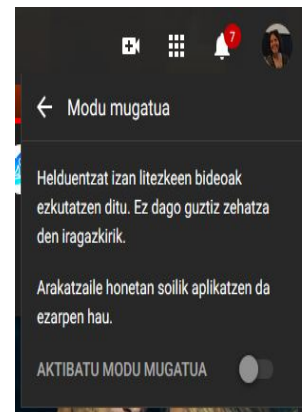 7
Modu mugatua
Helduentzat izan litezkeen bideoak
ezkutatzen ditu. Ez dago guztiz zehatza
den iragazkirik.
Arakatzaile honetan soilik aplikatzen da
ezarpen hau.
AKTIBATU MODU MUGATUA